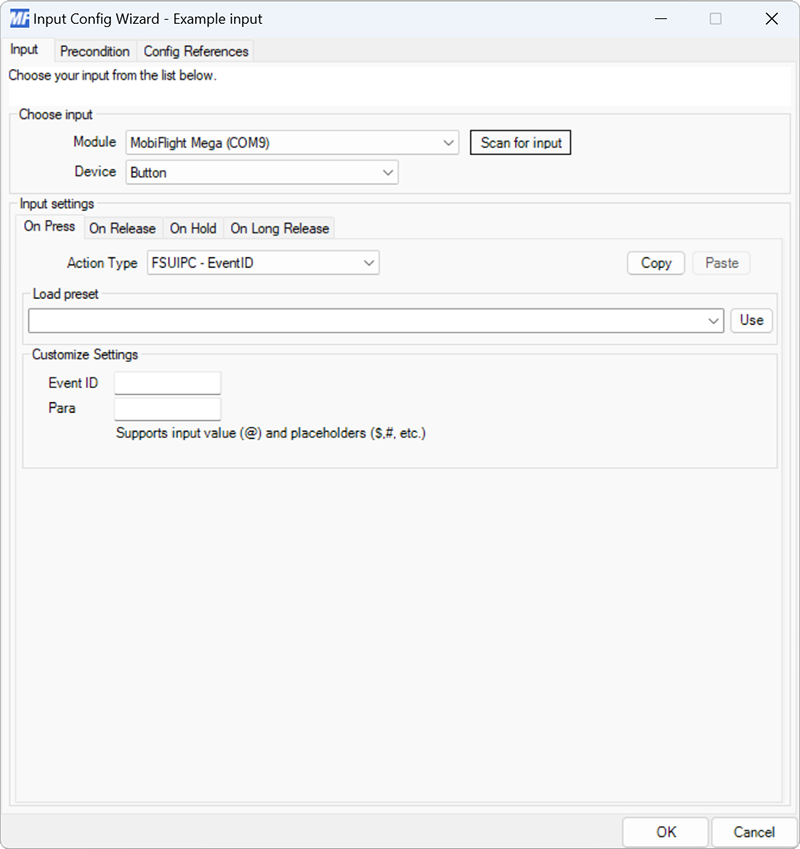 MF Input Config Wizard - Example input
Input Precondition Config References
Choose your input from the list below.
Choose input
Module MobiFlight Mega (COM9) Scan for input
Device Button
Input settings
On Press On Release On Hold On Long Release
Action Type FSUIPC - EventID Copy Paste
Load preset
Use
Customize Settings
Event ID
Para
Supports input value (@) and placeholders ($,#, etc.)
OK Cancel